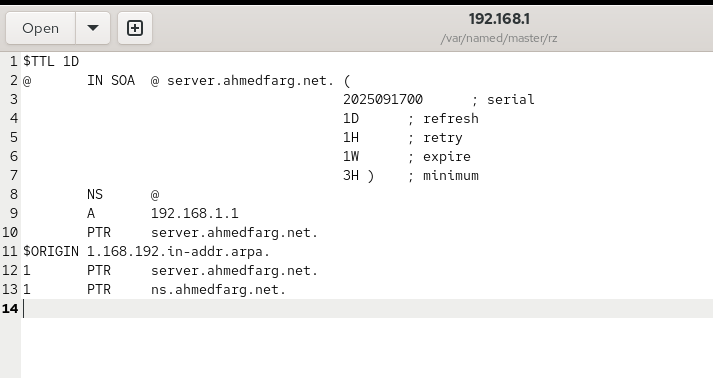 Open
192.168.1
/var/named/master/rz
1 $TTL 1D
2 @ IN SOA @ server.ahmedfarg.net. (
3 2025091700 ; serial
4 1D ; refresh
5 1H ; retry
6 1W ; expire
7 3H ) ; minimum
8 NS @
9 A 192.168.1.1
10 PTR server.ahmedfarg.net.
11 $ORIGIN 1.168.192.in-addr.arpa.
12 1 PTR server.ahmedfarg.net.
13 1 PTR ns.ahmedfarg.net.
14